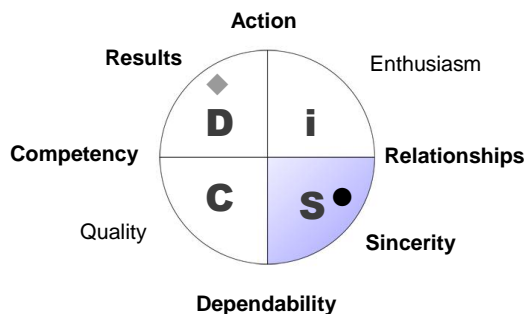 Action
Results
Enthusiasm
D
i
Competency
Relationships
C
S
Quality
Sincerity
Dependability